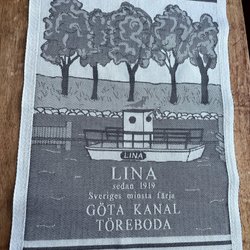 LINA
LINA
sedan 1919
Sveriges minsta färja
GÖTA KANAL
TÖREBODA